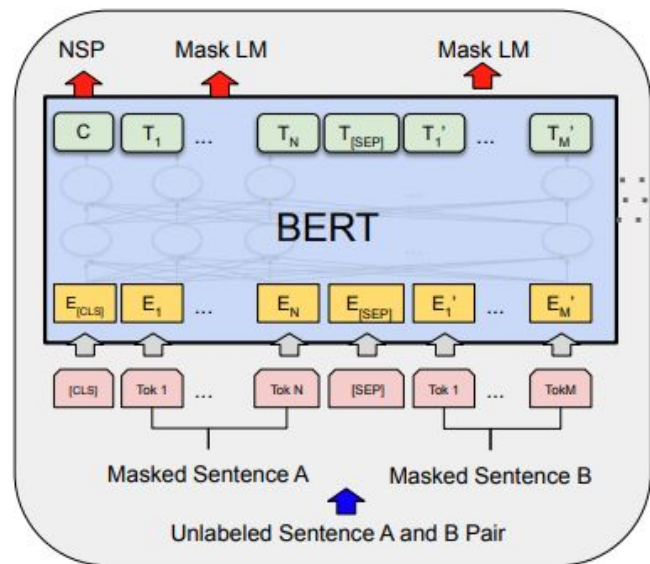 NSP Mask LM Mask LM
C T1 ... TN T[SEP] T1' ... TM'
BERT
E[CLS] E1 ... EN E[SEP] E1' ... EM'
[CLS] Tok 1 ... Tok N [SEP] Tok 1 ... TokM
Masked Sentence A Masked Sentence B
Unlabeled Sentence A and B Pair